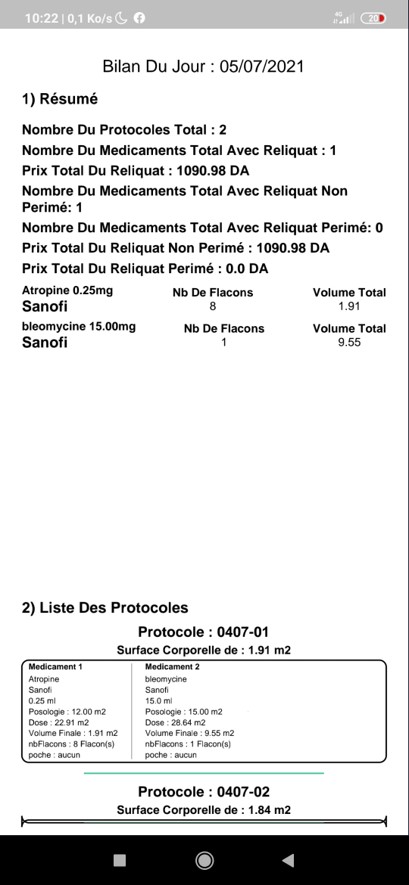 10:22 | 0,1 Ko/s
4G
20
Bilan Du Jour : 05/07/2021
1) Résumé
Nombre Du Protocoles Total : 2
Nombre Du Medicaments Total Avec Reliquat : 1
Prix Total Du Reliquat : 1090.98 DA
Nombre Du Medicaments Total Avec Reliquat Non
Perimé: 1
Nombre Du Medicaments Total Avec Reliquat Perimé: 0
Prix Total Du Reliquat Non Perimé : 1090.98 DA
Prix Total Du Reliquat Perimé : 0.0 DA
Atropine 0.25mg Nb De Flacons Volume Total
Sanofi 8 1.91
bleomycine 15.00mg Nb De Flacons Volume Total
Sanofi 1 9.55
2) Liste Des Protocoles
Protocole : 0407-01
Surface Corporelle de : 1.91 m2
Medicament 1 Medicament 2
Atropine bleomycine
Sanofi Sanofi
0.25 ml 15.0 ml
Posologie : 12.00 m2 Posologie : 15.00 m2
Dose : 22.91 m2 Dose : 28.64 m2
Volume Finale : 1.91 m2 Volume Finale : 9.55 m2
nbFlacons : 8 Flacon(s) nbFlacons : 1 Flacon(s)
poche : aucun poche : aucun
Protocole : 0407-02
Surface Corporelle de : 1.84 m2